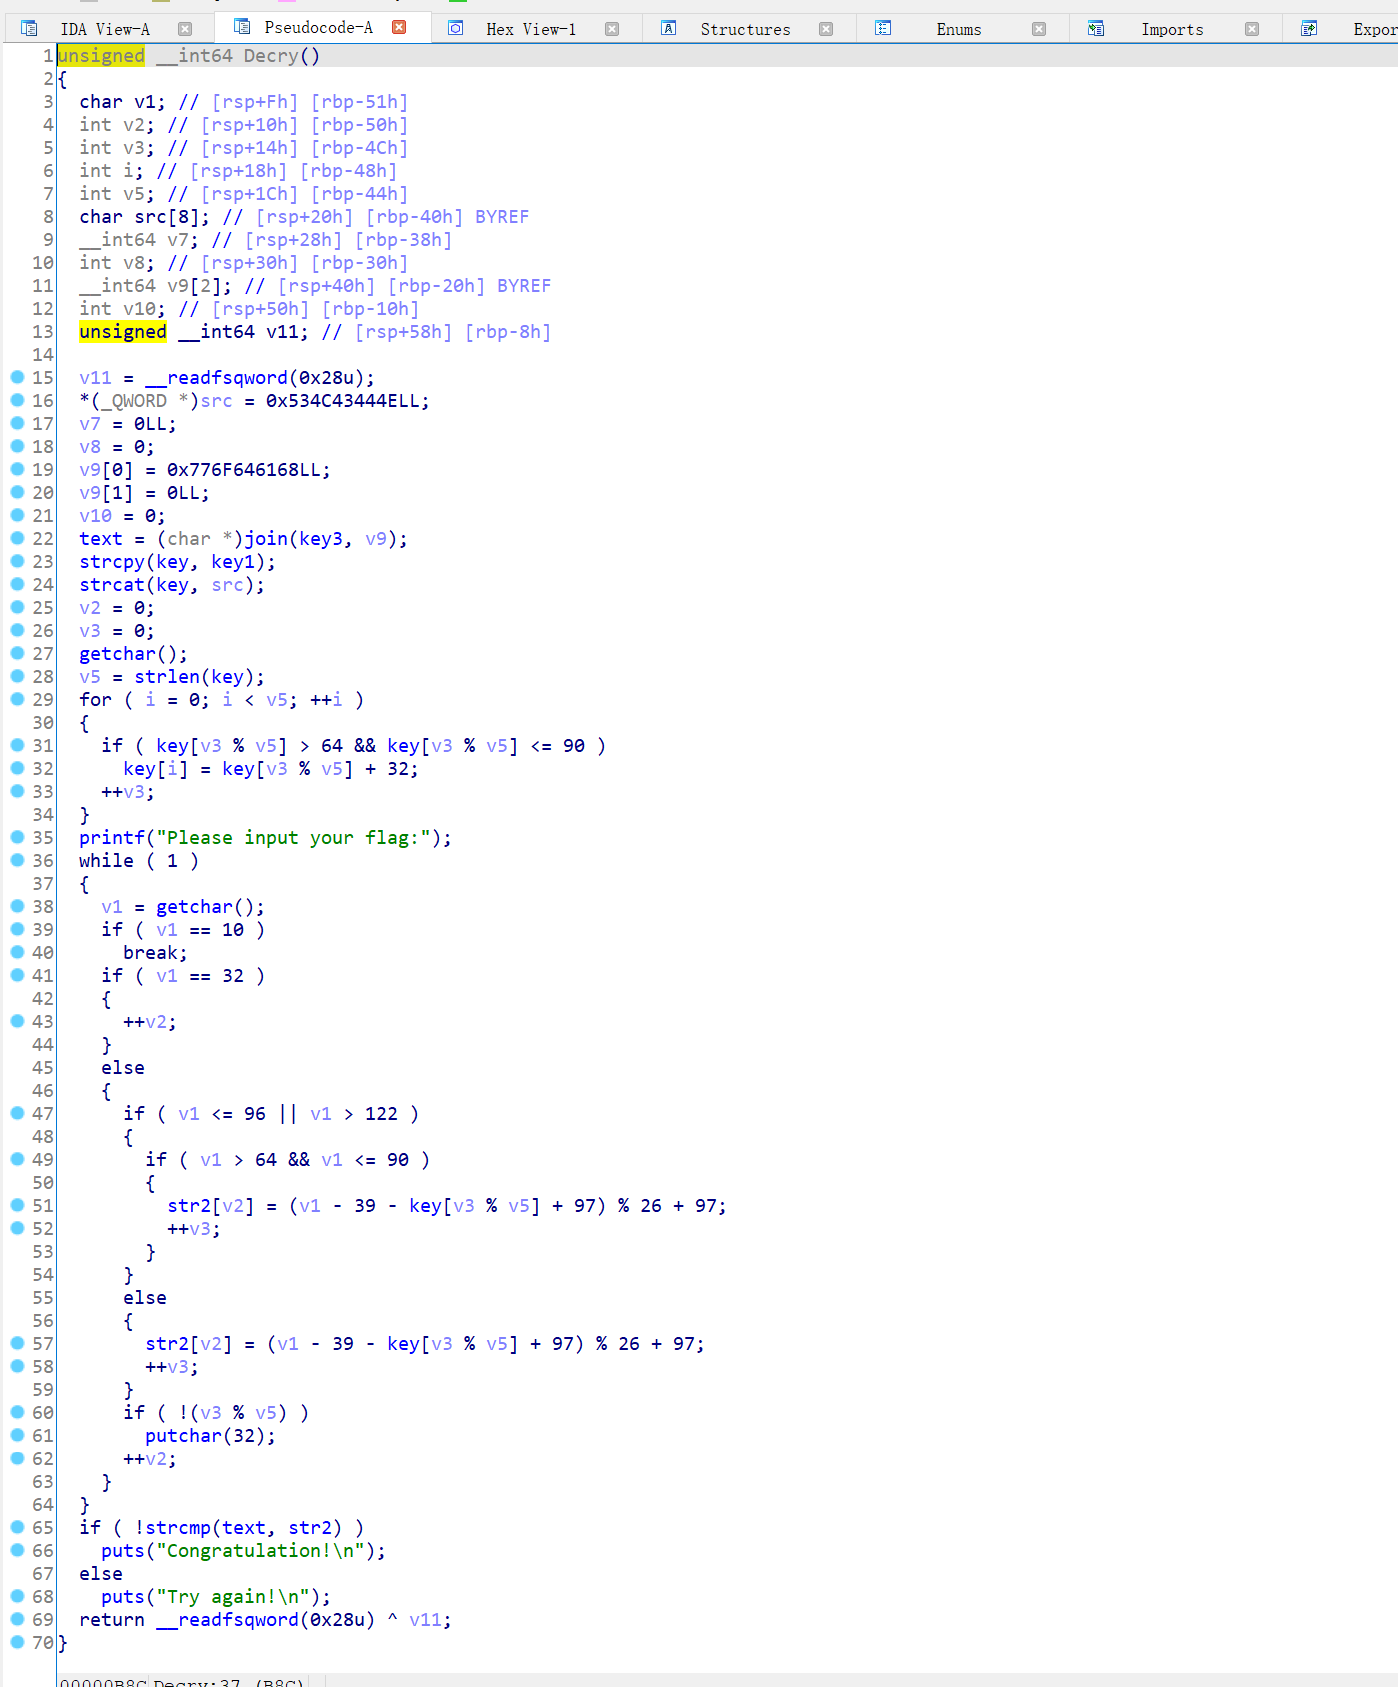 IDA View-A Pseudocode-A Hex View-1 Structures Enums Imports Expor
1 unsigned __int64 Decry()
2 {
3   char v1; // [rsp+Fh] [rbp-51h]
4   int v2; // [rsp+10h] [rbp-50h]
5   int v3; // [rsp+14h] [rbp-4Ch]
6   int i; // [rsp+18h] [rbp-48h]
7   int v5; // [rsp+1Ch] [rbp-44h]
8   char src[8]; // [rsp+20h] [rbp-40h] BYREF
9   __int64 v7; // [rsp+28h] [rbp-38h]
10   int v8; // [rsp+30h] [rbp-30h]
11   __int64 v9[2]; // [rsp+40h] [rbp-20h] BYREF
12   int v10; // [rsp+50h] [rbp-10h]
13   unsigned __int64 v11; // [rsp+58h] [rbp-8h]
14
15   v11 = __readfsqword(0x28u);
16   *(_QWORD *)src = 0x534C43444ELL;
17   v7 = 0LL;
18   v8 = 0;
19   v9[0] = 0x776F646168LL;
20   v9[1] = 0LL;
21   v10 = 0;
22   text = (char *)join(key3, v9);
23   strcpy(key, key1);
24   strcat(key, src);
25   v2 = 0;
26   v3 = 0;
27   getchar();
28   v5 = strlen(key);
29   for ( i = 0; i < v5; ++i )
30   {
31     if ( key[v3 % v5] > 64 && key[v3 % v5] <= 90 )
32       key[i] = key[v3 % v5] + 32;
33     ++v3;
34   }
35   printf("Please input your flag:");
36   while ( 1 )
37   {
38     v1 = getchar();
39     if ( v1 == 10 )
40       break;
41     if ( v1 == 32 )
42     {
43       ++v2;
44     }
45     else
46     {
47       if ( v1 <= 96 || v1 > 122 )
48       {
49         if ( v1 > 64 && v1 <= 90 )
50         {
51           str2[v2] = (v1 - 39 - key[v3 % v5] + 97) % 26 + 97;
52           ++v3;
53         }
54       }
55       else
56       {
57         str2[v2] = (v1 - 39 - key[v3 % v5] + 97) % 26 + 97;
58         ++v3;
59       }
60       if ( !(v3 % v5) )
61         putchar(32);
62       ++v2;
63     }
64   }
65   if ( !strcmp(text, str2) )
66     puts("Congratulation!\n");
67   else
68     puts("Try again!\n");
69   return __readfsqword(0x28u) ^ v11;
70 }
00000B8C Decry:37 (B8C)